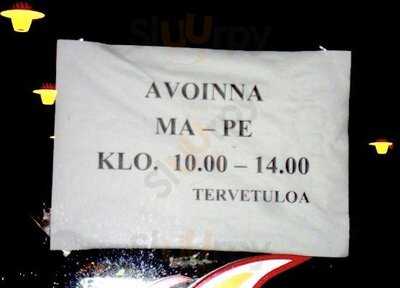 AVOINNA
MA – PE
KLO. 10.00 – 14.00
TERVETULOA